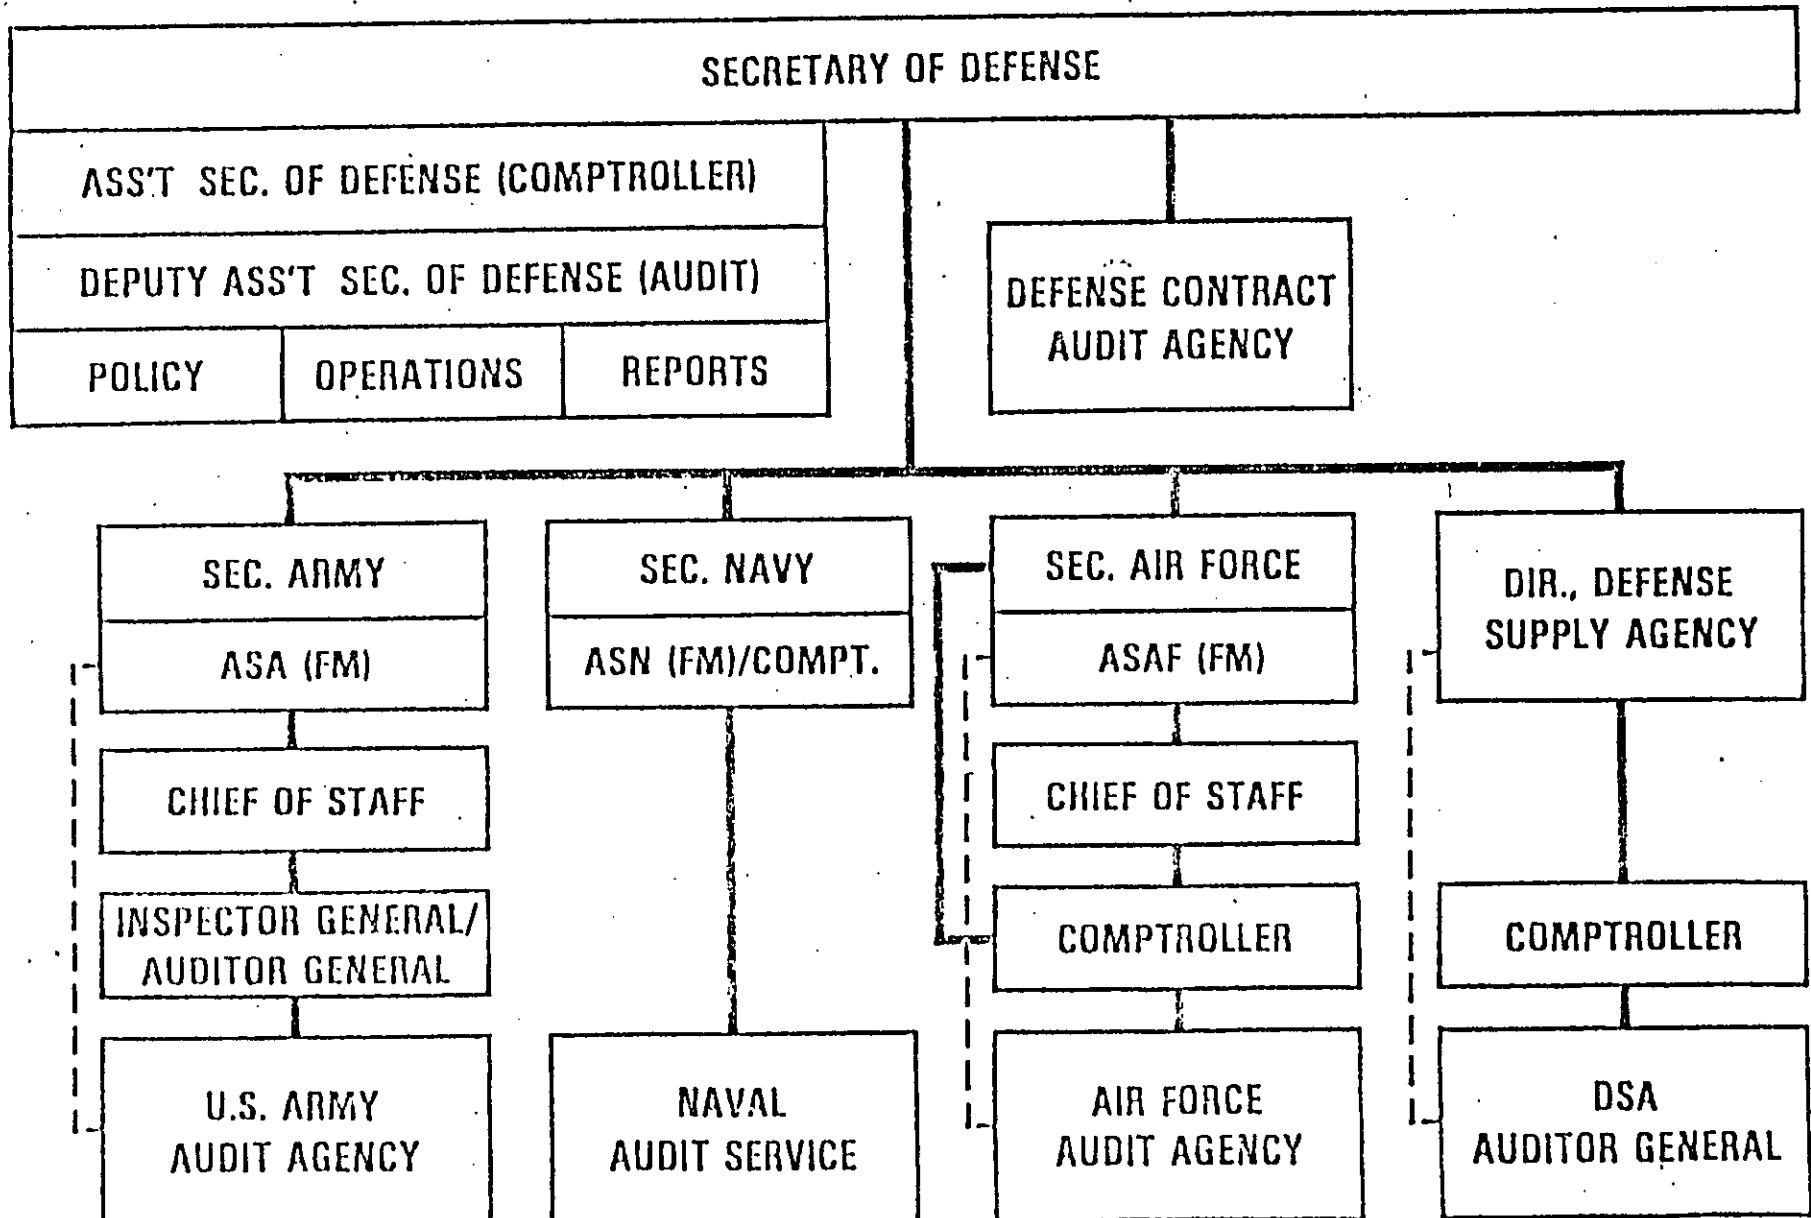 SECRETARY OF DEFENSE
ASS'T SEC. OF DEFENSE (COMPTROLLER)
DEPUTY ASS'T SEC. OF DEFENSE (AUDIT)
POLICY
OPERATIONS
REPORTS
DEFENSE CONTRACT
AUDIT AGENCY
SEC. ARMY
ASA (FM)
CHIEF OF STAFF
INSPECTOR GENERAL/
AUDITOR GENERAL
U.S. ARMY
AUDIT AGENCY
SEC. NAVY
ASN (FM)/COMPT.
NAVAL
AUDIT SERVICE
SEC. AIR FORCE
ASAF (FM)
CHIEF OF STAFF
COMPTROLLER
AIR FORCE
AUDIT AGENCY
DIR., DEFENSE
SUPPLY AGENCY
COMPTROLLER
DSA
AUDITOR GENERAL